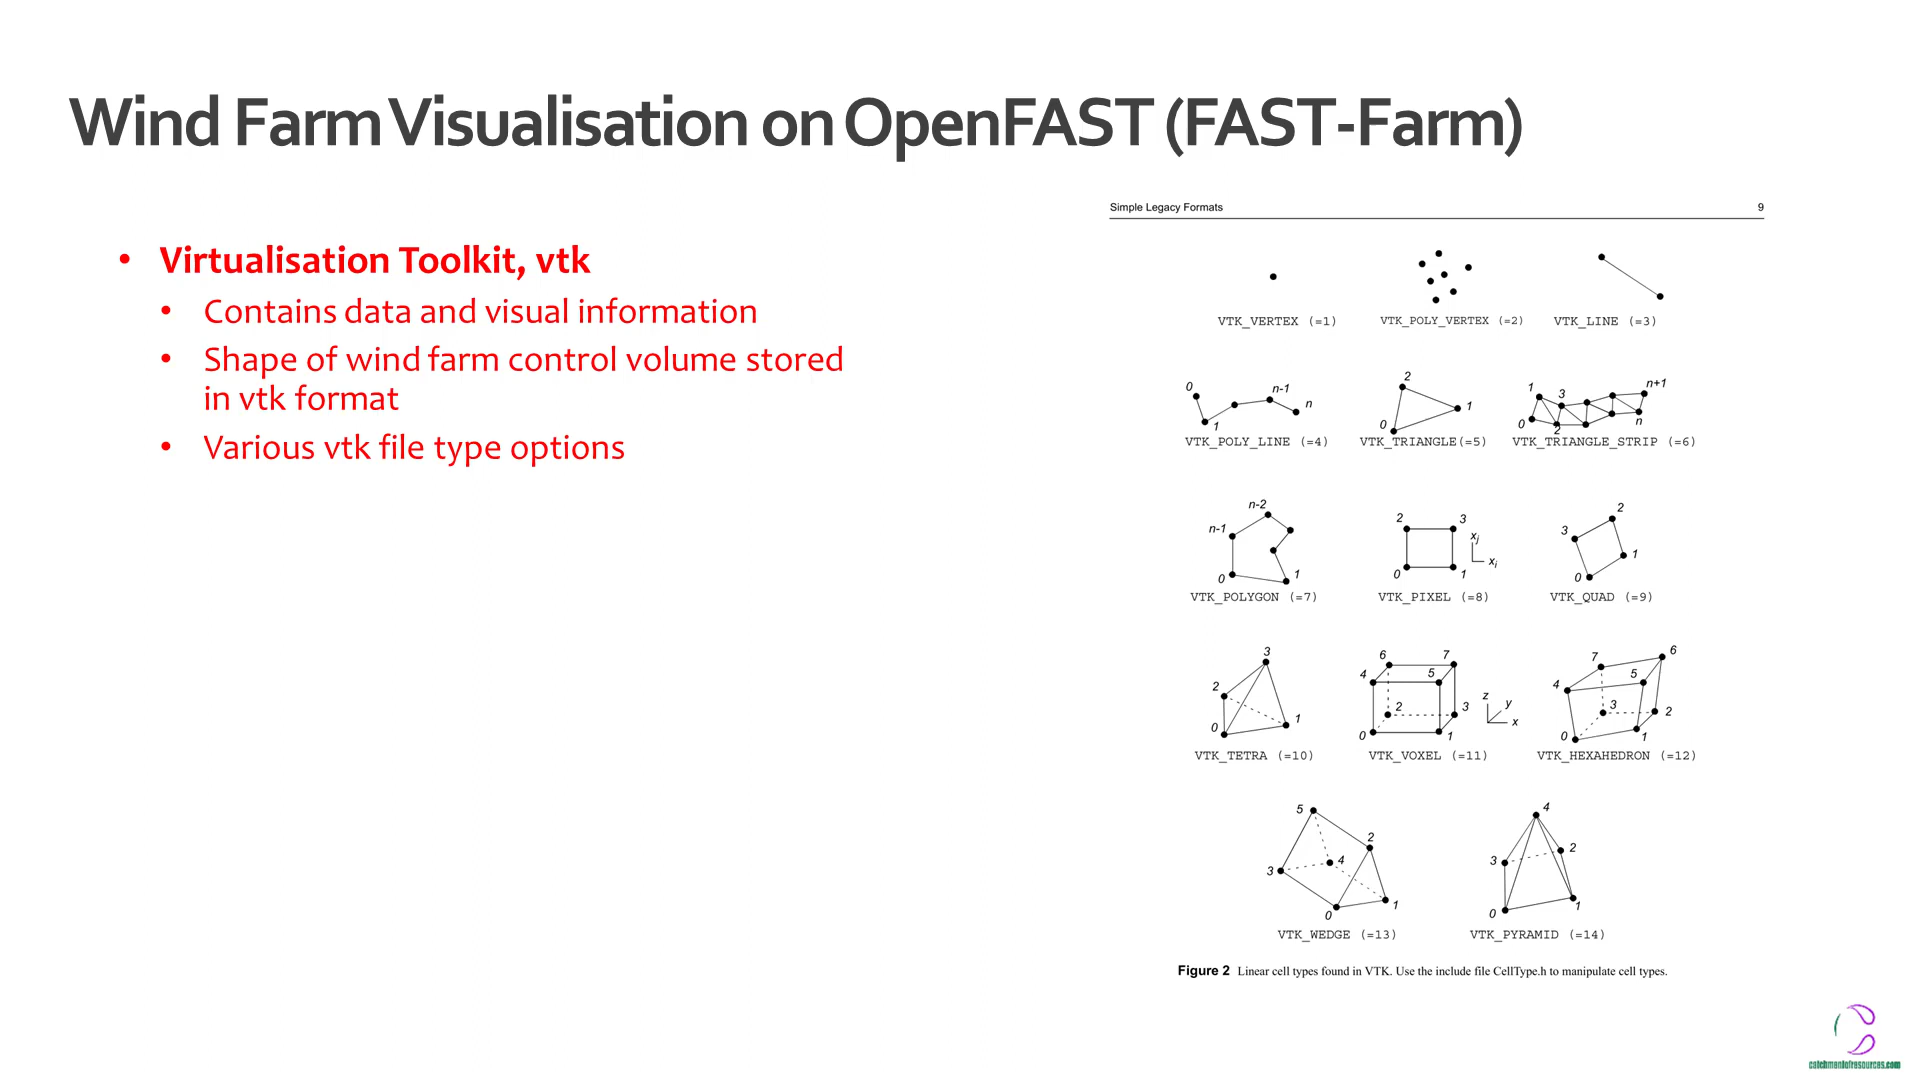 Wind Farm Visualisation on OpenFAST (FAST-Farm)
• Virtualisation Toolkit, vtk
• Contains data and visual information
• Shape of wind farm control volume stored
in vtk format
• Various vtk file type options
Simple Legacy Formats 9
VTK_VERTEX (=1) VTK_POLY_VERTEX (=2) VTK_LINE (=3)
0 1 n-1 n
0 1 2
0 1 2 3 n n+1
VTK_POLY_LINE (=4) VTK_TRIANGLE(=5) VTK_TRIANGLE_STRIP (=6)
0 1 n-2 n-1
0 1 2 3 xj xi
0 1 2 3
VTK_POLYGON (=7) VTK_PIXEL (=8) VTK_QUAD (=9)
0 1 2 3
0 1 2 3 4 5 6 7 z y x
0 1 2 3 4 5 6 7
VTK_TETRA (=10) VTK_VOXEL (=11) VTK_HEXAHEDRON (=12)
0 1 2 3 4 5
0 1 2 3 4
VTK_WEDGE (=13) VTK_PYRAMID (=14)
Figure 2 Linear cell types found in VTK. Use the include file CellType.h to manipulate cell types.
catchmentofresources.com